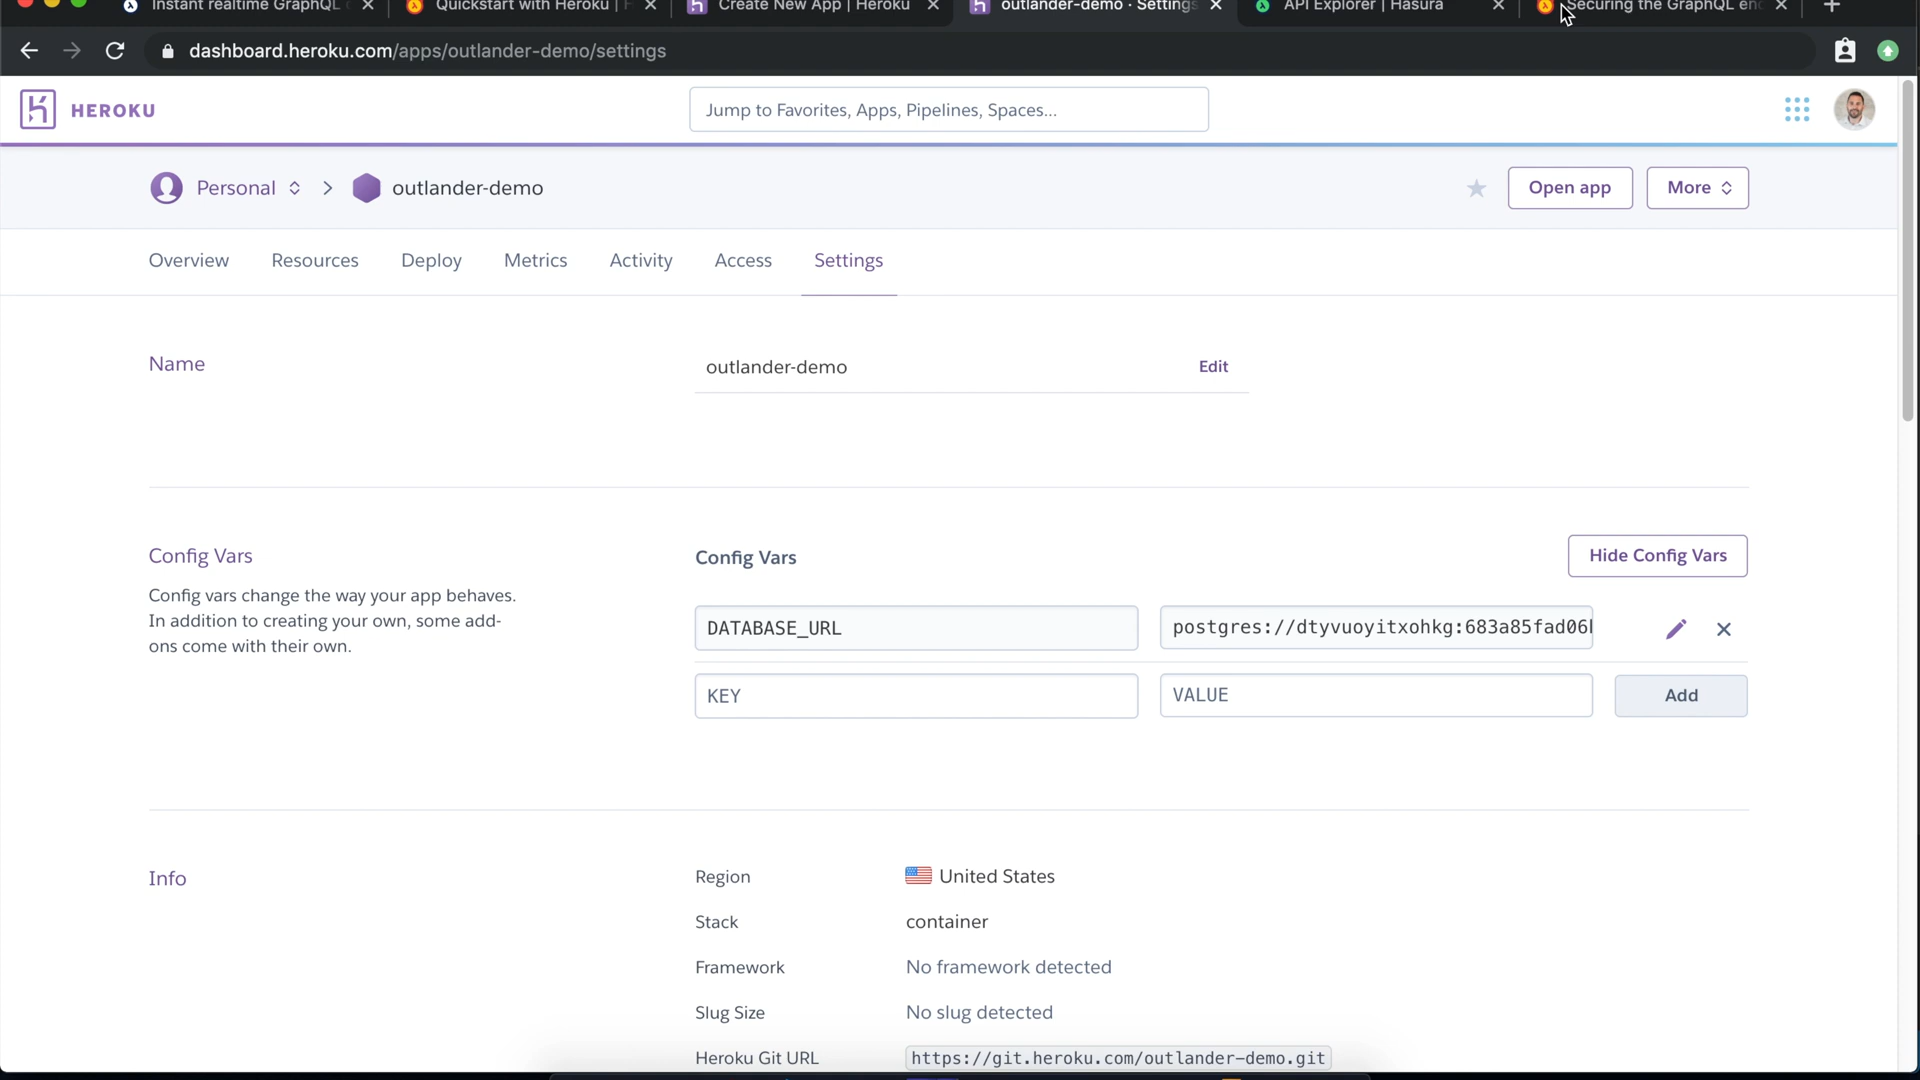 Instant realtime GraphQL
Quickstart with Heroku |
Create New App | Heroku
outlander-demo · Settings
API Explorer | Hasura
Securing the GraphQL en
dashboard.heroku.com/apps/outlander-demo/settings
HEROKU
Jump to Favorites, Apps, Pipelines, Spaces...
Personal
outlander-demo
Open app
More
Overview
Resources
Deploy
Metrics
Activity
Access
Settings
Name
outlander-demo
Edit
Config Vars
Config vars change the way your app behaves.
In addition to creating your own, some add-
ons come with their own.
Config Vars
Hide Config Vars
DATABASE_URL
postgres://dtyvuoyitxohkg:683a85fad06
KEY
VALUE
Add
Info
Region
United States
Stack
container
Framework
No framework detected
Slug Size
No slug detected
Heroku Git URL
https://git.heroku.com/outlander-demo.git